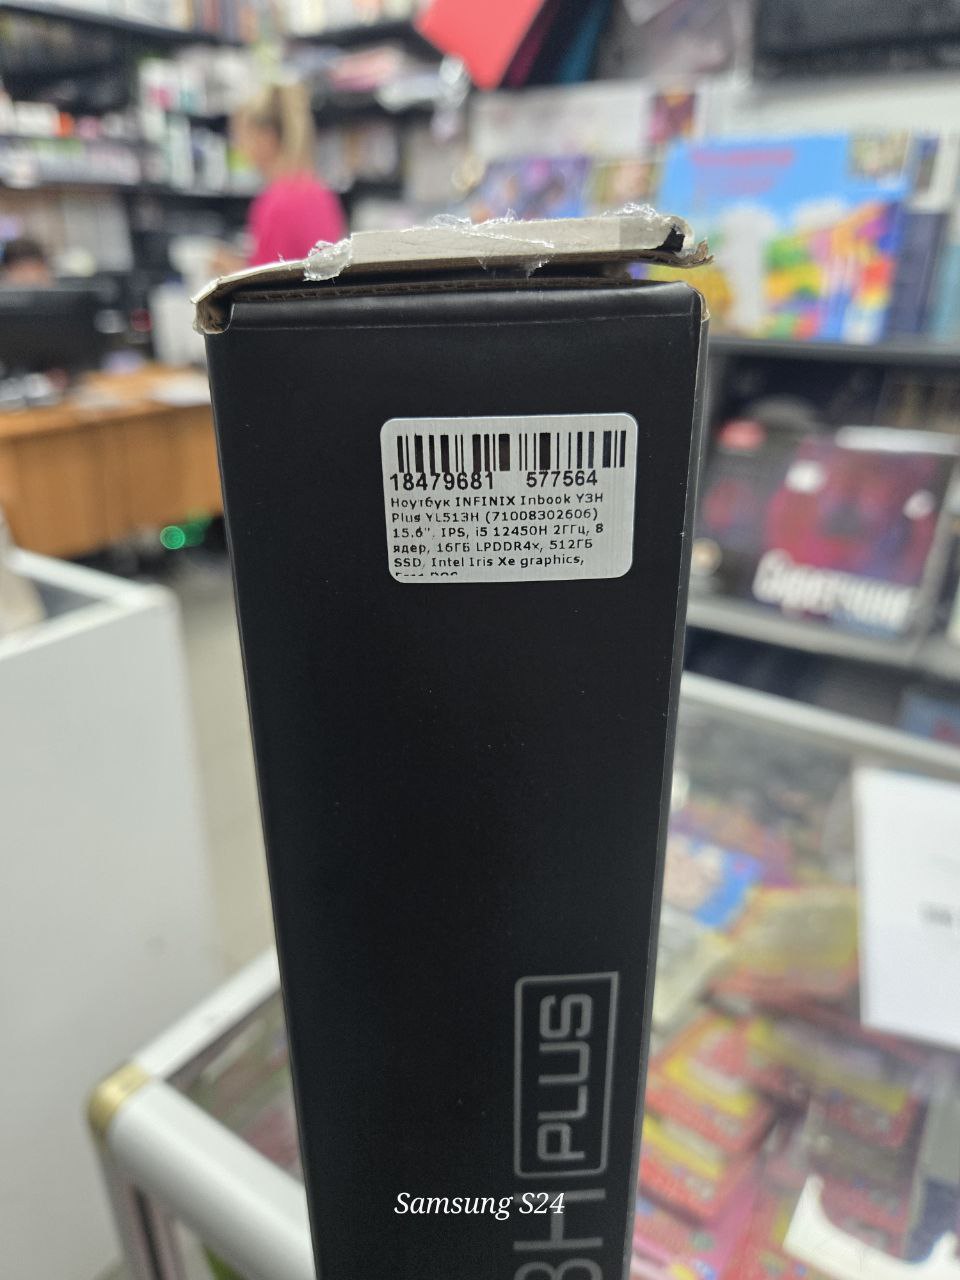 18479681 577564
Ноутбук INFINIX Inbook Y3H
Plus YL513H (71008302606)
15.6", IPS, i5 12450H 2ГГц, 8
ядер, 16ГБ LPDDR4x, 512ГБ
SSD, Intel Iris Xe graphics,
3H PLUS
Samsung S24